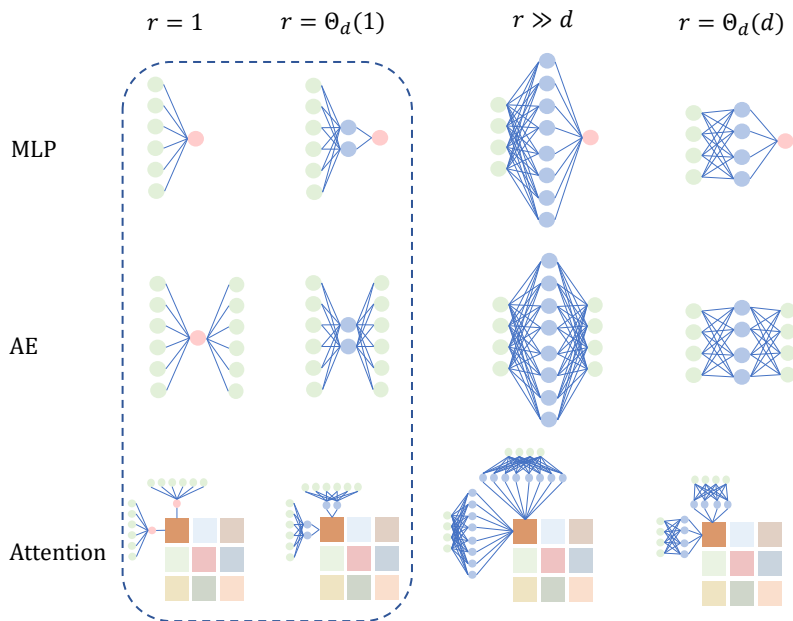 r = 1 r = Θ_d(1) r ≫ d r = Θ_d(d)
MLP
AE
Attention